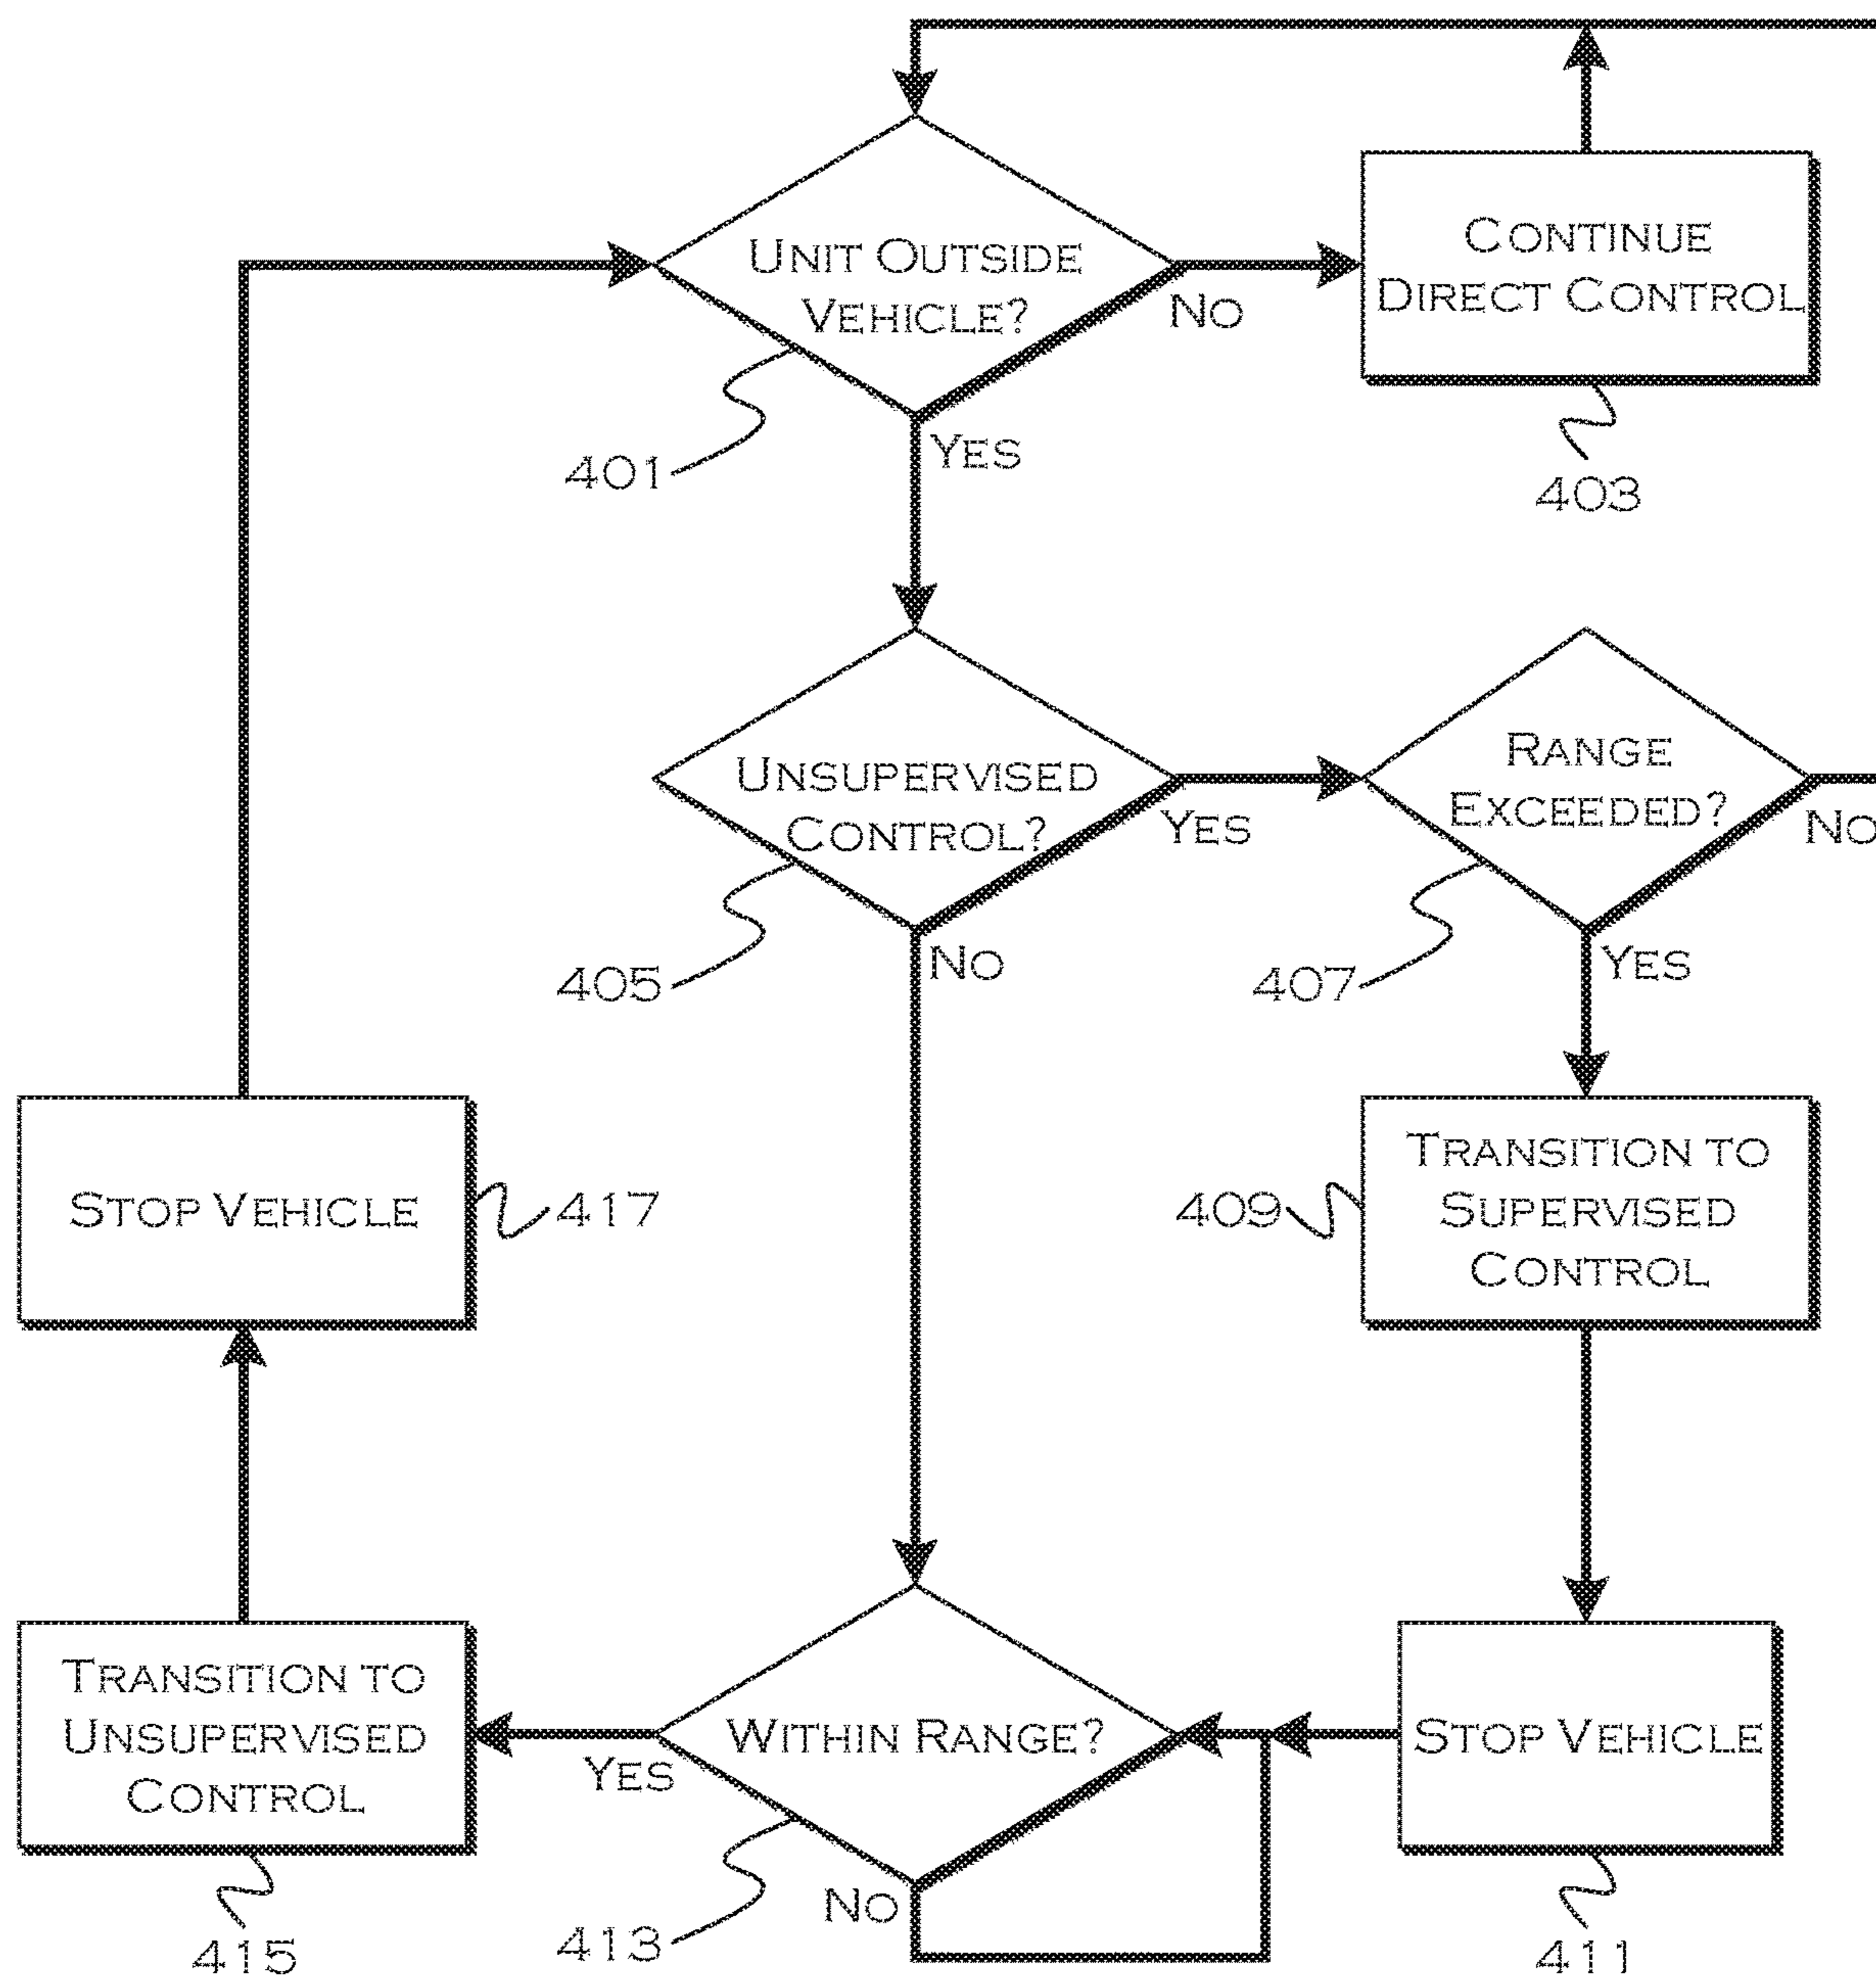 UNIT OUTSIDE
VEHICLE?
NO
CONTINUE
DIRECT CONTROL
401
YES
403
UNSUPERVISED
CONTROL?
YES
RANGE
EXCEEDED?
NO
405
NO
407
YES
STOP VEHICLE
417
409
TRANSITION TO
SUPERVISED
CONTROL
TRANSITION TO
UNSUPERVISED
CONTROL
YES
WITHIN RANGE?
STOP VEHICLE
NO
415
413
411